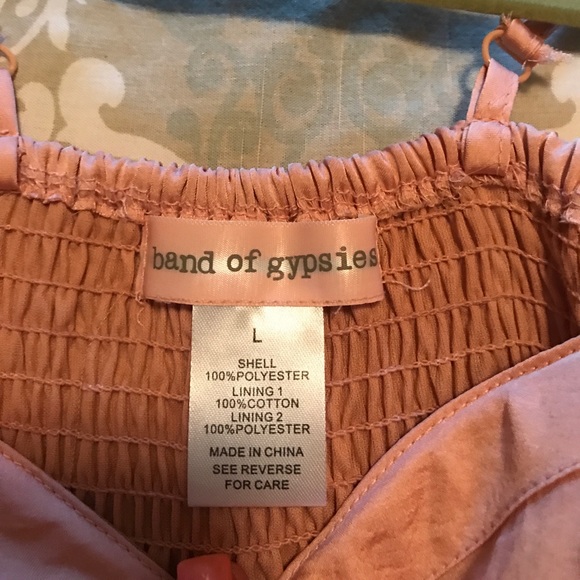 band of gypsies
L
SHELL
100%POLYESTER
LINING 1
100%COTTON
LINING 2
100%POLYESTER
MADE IN CHINA
SEE REVERSE
FOR CARE